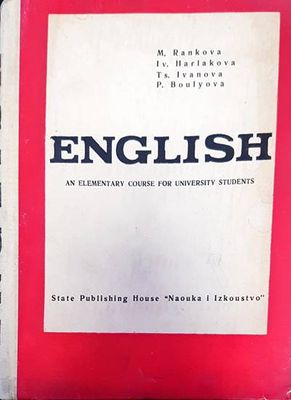 M. Rankova
Iv. Harlakova
Ts. Ivanova
P. Boulyova
ENGLISH
AN ELEMENTARY COURSE FOR UNIVERSITY STUDENTS
State Publishing House "Naouka i Izkoustvo"